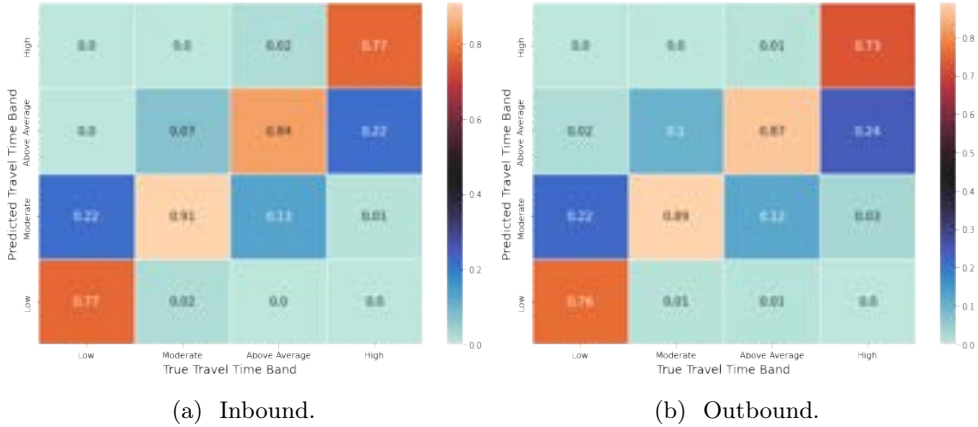 High 0.0 0.0 0.02 0.77
Above Average 0.0 0.07 0.84 0.22
Moderate 0.22 0.91 0.13 0.01
Low 0.77 0.02 0.0 0.0
Predicted Travel Time Band
Low Moderate Above Average High
True Travel Time Band
0.8
0.6
0.4
0.2
0.0
(a) Inbound.
High 0.0 0.0 0.01 0.73
Above Average 0.02 0.1 0.87 0.24
Moderate 0.22 0.89 0.12 0.03
Low 0.76 0.01 0.01 0.0
Predicted Travel Time Band
Low Moderate Above Average High
True Travel Time Band
0.8
0.7
0.6
0.5
0.4
0.3
0.2
0.1
0.0
(b) Outbound.